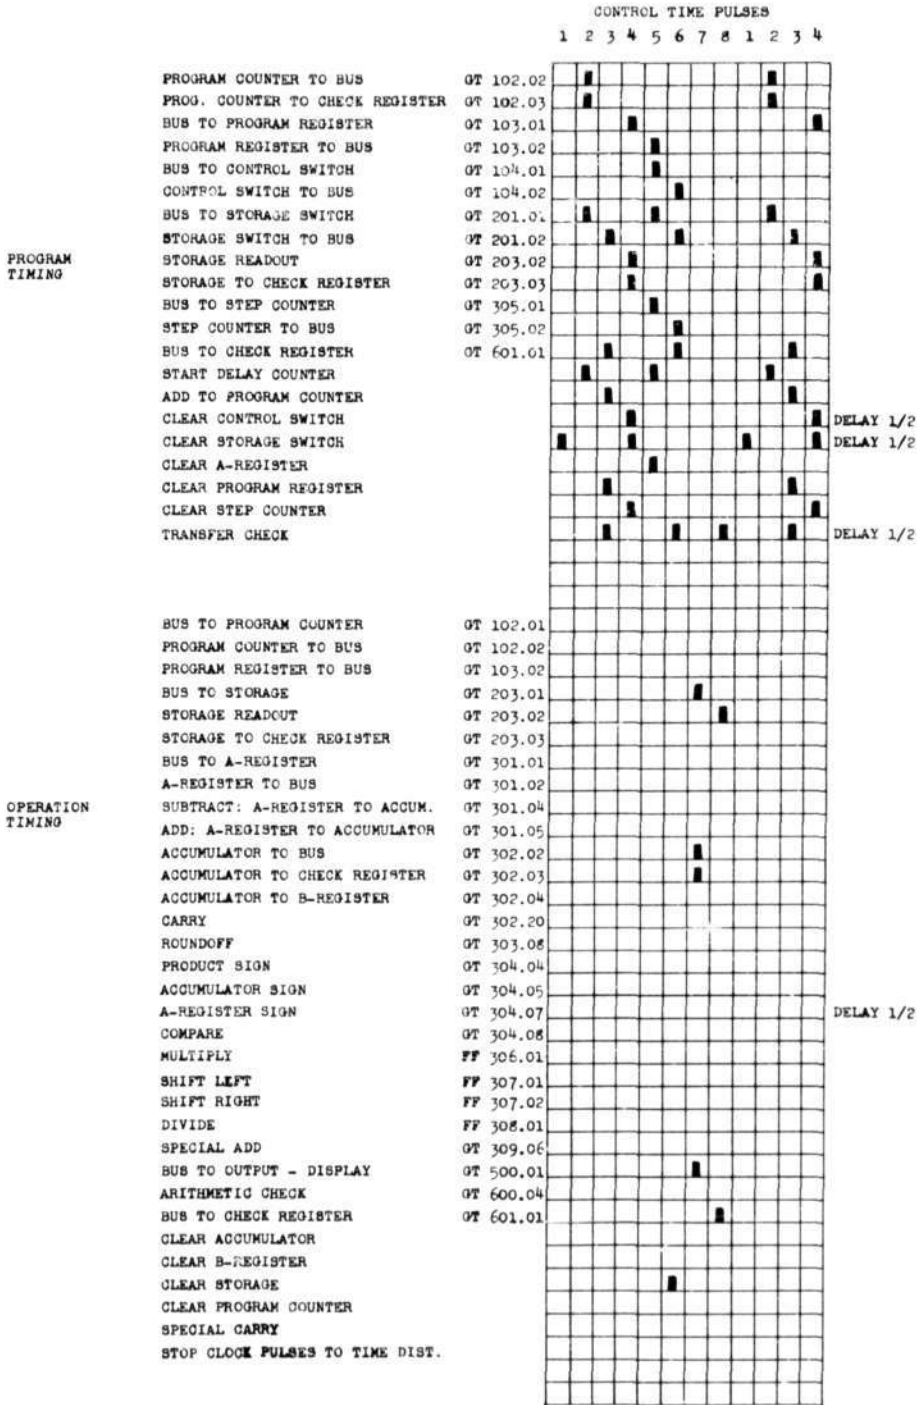 CONTROL TIME PULSES
1 2 3 4 5 6 7 8 1 2 3 4
PROGRAM COUNTER TO BUS GT 102.02
PROG. COUNTER TO CHECK REGISTER GT 102.03
BUS TO PROGRAM REGISTER GT 103.01
PROGRAM REGISTER TO BUS GT 103.02
BUS TO CONTROL SWITCH GT 104.01
CONTROL SWITCH TO BUS GT 104.02
BUS TO STORAGE SWITCH GT 201.01
STORAGE SWITCH TO BUS GT 201.02
PROGRAM TIMING
STORAGE READOUT GT 203.02
STORAGE TO CHECK REGISTER GT 203.03
BUS TO STEP COUNTER GT 305.01
STEP COUNTER TO BUS GT 305.02
BUS TO CHECK REGISTER GT 601.01
START DELAY COUNTER
ADD TO PROGRAM COUNTER
CLEAR CONTROL SWITCH DELAY 1/2
CLEAR STORAGE SWITCH DELAY 1/2
CLEAR A-REGISTER
CLEAR PROGRAM REGISTER
CLEAR STEP COUNTER
TRANSFER CHECK DELAY 1/2
BUS TO PROGRAM COUNTER GT 102.01
PROGRAM COUNTER TO BUS GT 102.02
PROGRAM REGISTER TO BUS GT 103.02
BUS TO STORAGE GT 203.01
STORAGE READOUT GT 203.02
STORAGE TO CHECK REGISTER GT 203.03
BUS TO A-REGISTER GT 301.01
A-REGISTER TO BUS GT 301.02
OPERATION TIMING
SUBTRACT: A-REGISTER TO ACCUM. GT 301.04
ADD: A-REGISTER TO ACCUMULATOR GT 301.05
ACCUMULATOR TO BUS GT 302.02
ACCUMULATOR TO CHECK REGISTER GT 302.03
ACCUMULATOR TO B-REGISTER GT 302.04
CARRY GT 302.20
ROUNDOFF GT 303.08
PRODUCT SIGN GT 304.04
ACCUMULATOR SIGN GT 304.05
A-REGISTER SIGN GT 304.07 DELAY 1/2
COMPARE GT 304.08
MULTIPLY FF 306.01
SHIFT LEFT FF 307.01
SHIFT RIGHT FF 307.02
DIVIDE FF 308.01
SPECIAL ADD GT 309.06
BUS TO OUTPUT - DISPLAY GT 500.01
ARITHMETIC CHECK GT 600.04
BUS TO CHECK REGISTER GT 601.01
CLEAR ACCUMULATOR
CLEAR B-REGISTER
CLEAR STORAGE
CLEAR PROGRAM COUNTER
SPECIAL CARRY
STOP CLOCK PULSES TO TIME DIST.